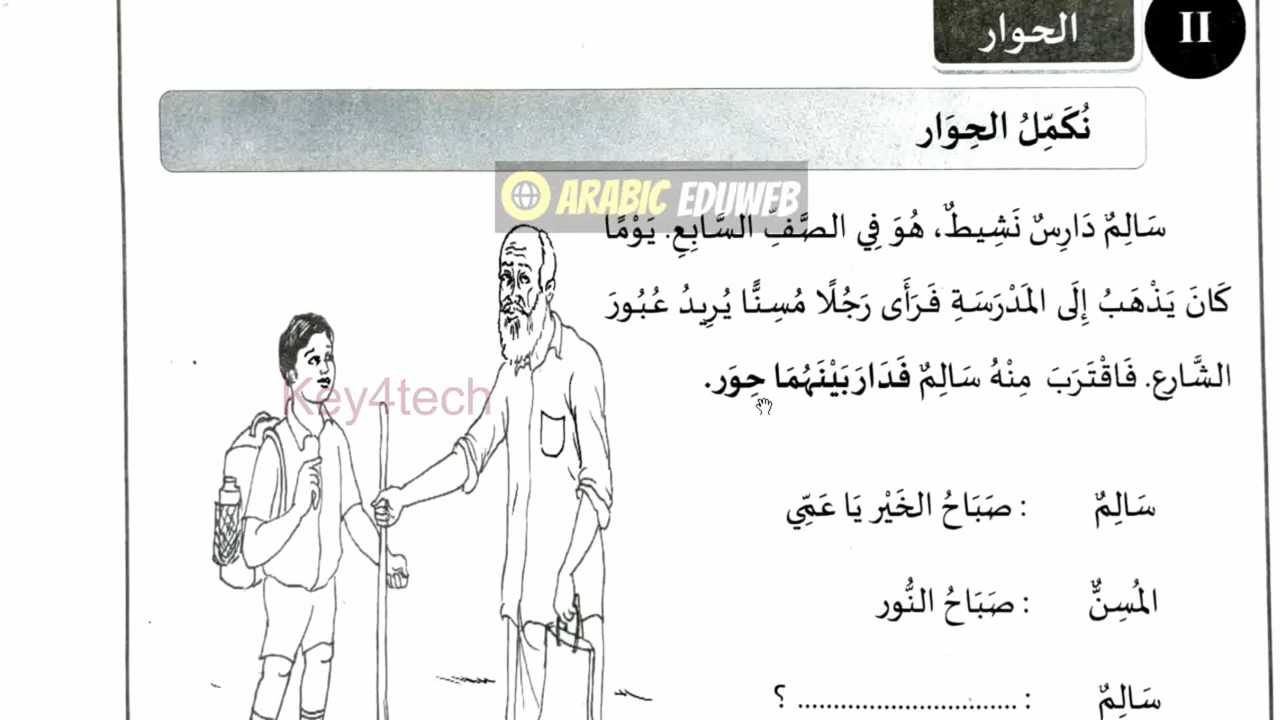 II
الحوار
نُكَمِّلُ الحِوَار
ARABIC EDUWEB
سَالِمٌ دَارِسٌ نَشِيطٌ، هُوَ فِي الصَّفِّ السَّابِعِ. يَوْمًا
كَانَ يَذْهَبُ إِلَى المَدْرَسَةِ فَرَأَى رَجُلًا مُسِنًّا يُرِيدُ عُبُورَ
الشَّارِعِ. فَاقْتَرَبَ مِنْهُ سَالِمٌ فَدَارَ بَيْنَهُمَا حِوَر.
Key4tech
سَالِمٌ : صَبَاحُ الخَيْر يَا عَمِّي
المُسِنٌّ : صَبَاحُ النُّور
سَالِمٌ : .............................. ؟